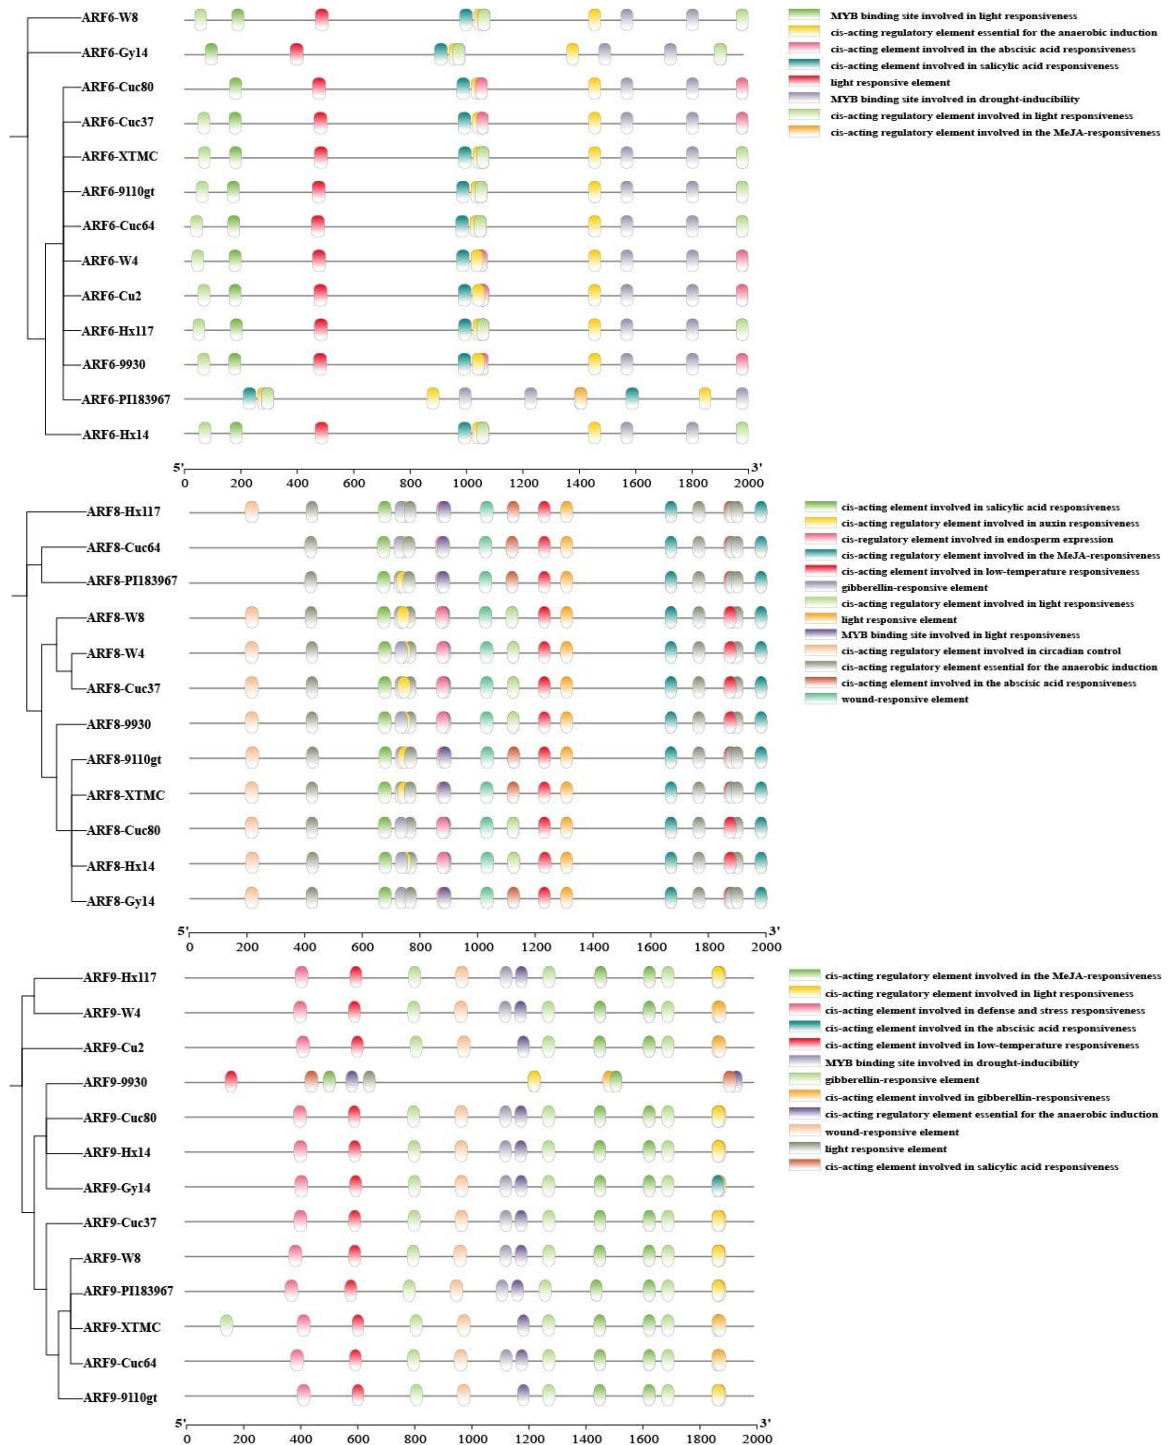 ARF6-W8
ARF6-Gy14
ARF6-Cuc80
ARF6-Cuc37
ARF6-XTMC
ARF6-9110gt
ARF6-Cuc64
ARF6-W4
ARF6-Cu2
ARF6-Hx117
ARF6-9930
ARF6-PI183967
ARF6-Hx14
5' 3'
0 200 400 600 800 1000 1200 1400 1600 1800 2000
MYB binding site involved in light responsiveness
cis-acting regulatory element essential for the anaerobic induction
cis-acting element involved in the abscisic acid responsiveness
cis-acting element involved in salicylic acid responsiveness
light responsive element
MYB binding site involved in drought-inducibility
cis-acting regulatory element involved in light responsiveness
cis-acting regulatory element involved in the MeJA-responsiveness
ARF8-Hx117
ARF8-Cuc64
ARF8-PI183967
ARF8-W8
ARF8-W4
ARF8-Cuc37
ARF8-9930
ARF8-9110gt
ARF8-XTMC
ARF8-Cuc80
ARF8-Hx14
ARF8-Gy14
5' 3'
0 200 400 600 800 1000 1200 1400 1600 1800 2000
cis-acting element involved in salicylic acid responsiveness
cis-acting regulatory element involved in auxin responsiveness
cis-regulatory element involved in endosperm expression
cis-acting regulatory element involved in the MeJA-responsiveness
cis-acting element involved in low-temperature responsiveness
gibberellin-responsive element
cis-acting regulatory element involved in light responsiveness
light responsive element
MYB binding site involved in light responsiveness
cis-acting regulatory element involved in circadian control
cis-acting regulatory element essential for the anaerobic induction
cis-acting element involved in the abscisic acid responsiveness
wound-responsive element
ARF9-Hx117
ARF9-W4
ARF9-Cu2
ARF9-9930
ARF9-Cuc80
ARF9-Hx14
ARF9-Gy14
ARF9-Cuc37
ARF9-W8
ARF9-PI183967
ARF9-XTMC
ARF9-Cuc64
ARF9-9110gt
5' 3'
0 200 400 600 800 1000 1200 1400 1600 1800 2000
cis-acting regulatory element involved in the MeJA-responsiveness
cis-acting regulatory element involved in light responsiveness
cis-acting element involved in defense and stress responsiveness
cis-acting element involved in the abscisic acid responsiveness
cis-acting element involved in low-temperature responsiveness
MYB binding site involved in drought-inducibility
gibberellin-responsive element
cis-acting element involved in gibberellin-responsiveness
cis-acting regulatory element essential for the anaerobic induction
wound-responsive element
light responsive element
cis-acting element involved in salicylic acid responsiveness